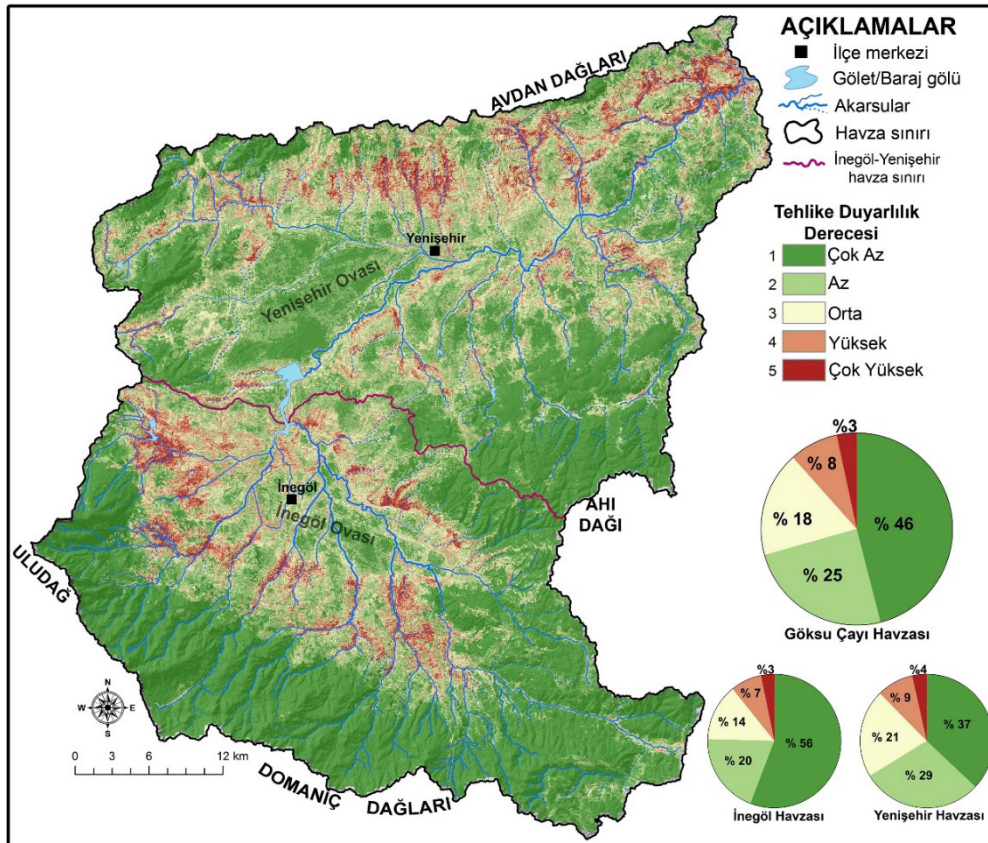 AÇIKLAMALAR
İlçe merkezi
Gölet/Baraj gölü
Akarsular
Havza sınırı
İnegöl-Yenişehir
havza sınırı
Tehlike Duyarlılık
Derecesi
1 Çok Az
2 Az
3 Orta
4 Yüksek
5 Çok Yüksek
AVDAN DAĞLARI
Yenişehir
Yenişehir Ovası
İnegöl
İnegöl Ovası
AHI
DAĞI
ULUDAĞ
DOMANİÇ DAĞLARI
N
W E
S
0 3 6 12 km
%3
% 8
% 18
% 46
% 25
Göksu Çayı Havzası
%3
% 7
% 14
% 56
% 20
İnegöl Havzası
%4
% 9
% 37
% 21
% 29
Yenişehir Havzası